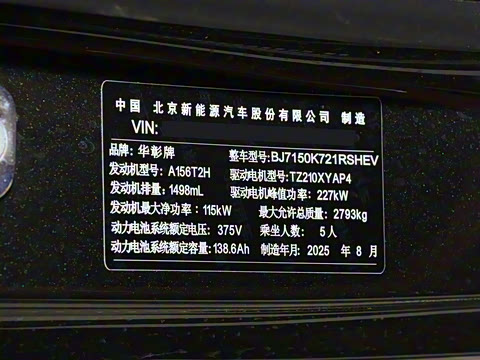 中国 北京新能源汽车股份有限公司 制造
VIN:
品牌: 华彰牌 整车型号:BJ7150K721RSHEV
发动机型号: A156T2H 驱动电机型号:TZ210XYAP4
发动机排量: 1498mL 驱动电机峰值功率: 227kW
发动机最大净功率: 115kW 最大允许总质量: 2793kg
动力电池系统额定电压: 375V 乘坐人数: 5人
动力电池系统额定容量:138.6Ah 制造年月: 2025 年 8 月